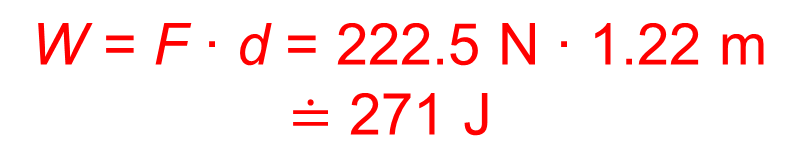 W = F · d = 222.5 N · 1.22 m
≐ 271 J